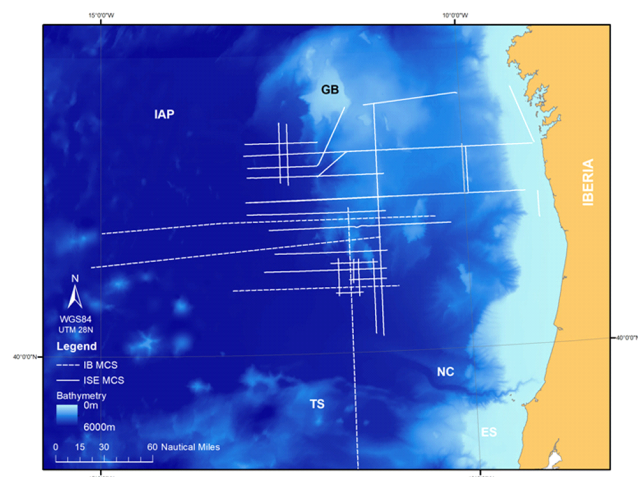 15°0'0"W
10°0'0"W
GB
IAP
IBERIA
N
WGS84
UTM 28N
Legend
IB MCS
ISE MCS
Bathymetry
0m
6000m
0 15 30 60 Nautical Miles
40°0'0"N
40°0'0"N
NC
TS
ES